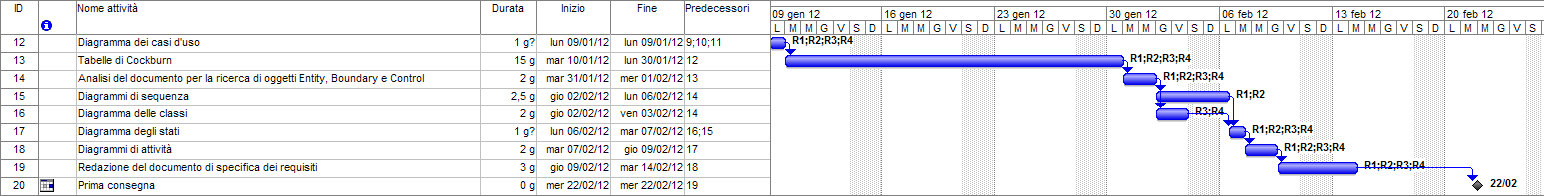 ID Nome attività Durata Inizio Fine Predecessori 09 gen 12 16 gen 12 23 gen 12 30 gen 12 06 feb 12 13 feb 12 20 feb 12
L M M G V S D L M M G V S D L M M G V S D L M M G V S D L M M G V S D L M M G V S D L M M G V S
12 Diagramma dei casi d'uso 1 g? lun 09/01/12 lun 09/01/12 9;10;11 R1;R2;R3;R4
13 Tabelle di Cockburn 15 g mar 10/01/12 lun 30/01/12 12 R1;R2;R3;R4
14 Analisi del documento per la ricerca di oggetti Entity, Boundary e Control 2 g mar 31/01/12 mer 01/02/12 13 R1;R2;R3;R4
15 Diagrammi di sequenza 2,5 g gio 02/02/12 lun 06/02/12 14 R1;R2
16 Diagramma delle classi 2 g gio 02/02/12 ven 03/02/12 14 R3;R4
17 Diagramma degli stati 1 g? lun 06/02/12 mar 07/02/12 16;15 R1;R2;R3;R4
18 Diagrammi di attività 2 g mar 07/02/12 gio 09/02/12 17 R1;R2;R3;R4
19 Redazione del documento di specifica dei requisiti 3 g gio 09/02/12 mar 14/02/12 18 R1;R2;R3;R4
20 Prima consegna 0 g mer 22/02/12 mer 22/02/12 19 22/02